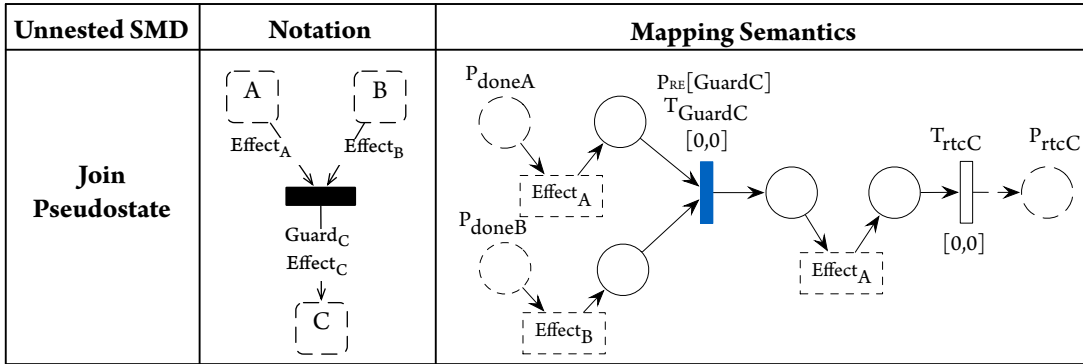 Unnested SMD
Notation
Mapping Semantics
Join
Pseudostate
A
B
EffectA
EffectB
GuardC
EffectC
C
PdoneA
EffectA
PdoneB
EffectB
PRE[GuardC]
TGuardC
[0,0]
EffectA
TrtcC
[0,0]
PrtcC